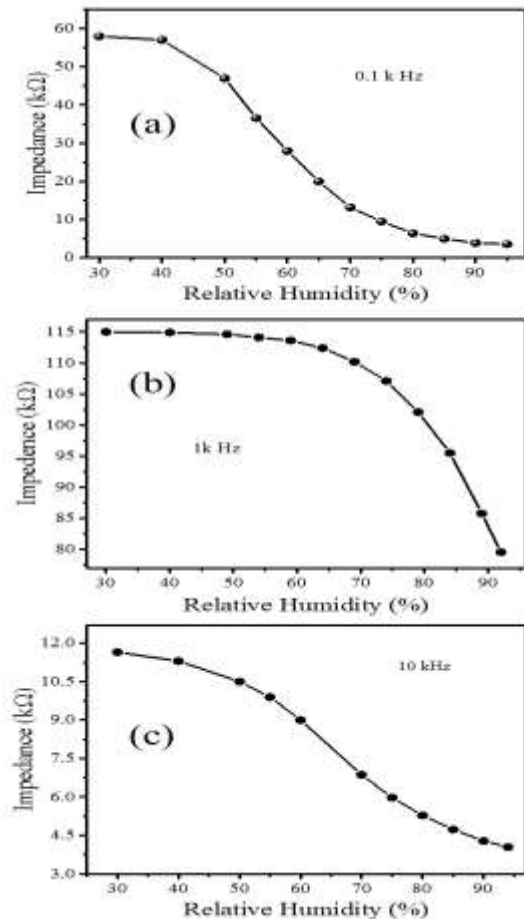 60
50
40
30
20
10
0
Impedance (kΩ)
0.1 k Hz
(a)
30 40 50 60 70 80 90
Relative Humidity (%)
115
110
105
100
95
90
85
80
Impedence (kΩ)
(b)
1k Hz
30 40 50 60 70 80 90
Relative Humidity (%)
12.0
10.5
9.0
7.5
6.0
4.5
3.0
Impedance (kΩ)
10 kHz
(c)
30 40 50 60 70 80 90
Relative Humidity (%)